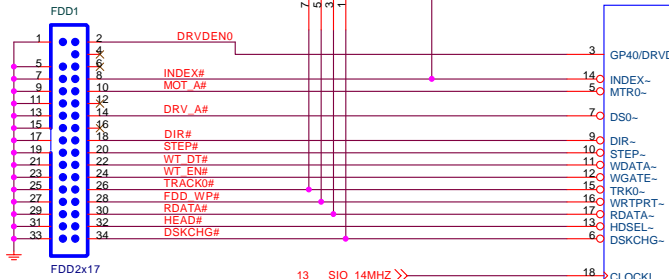 FDD1
7 5 3 1
1 2 DRVDEN0 3 GP40/DRVD
4
5 6
7 8 INDEX# 14 INDEX~
9 10 MOT_A# 5 MTR0~
11 12
13 14 DRV_A# 7 DS0~
15 16
17 18 DIR# 9 DIR~
19 20 STEP# 10 STEP~
21 22 WT_DT# 11 WDATA~
23 24 WT_EN# 12 WGATE~
25 26 TRACK0# 15 TRK0~
27 28 FDD_WP# 16 WRTPRT~
29 30 RDATA# 17 RDATA~
31 32 HEAD# 13 HDSEL~
33 34 DSKCHG# 6 DSKCHG~
FDD2x17
13 SIO_14MHZ 18 CLOCKI